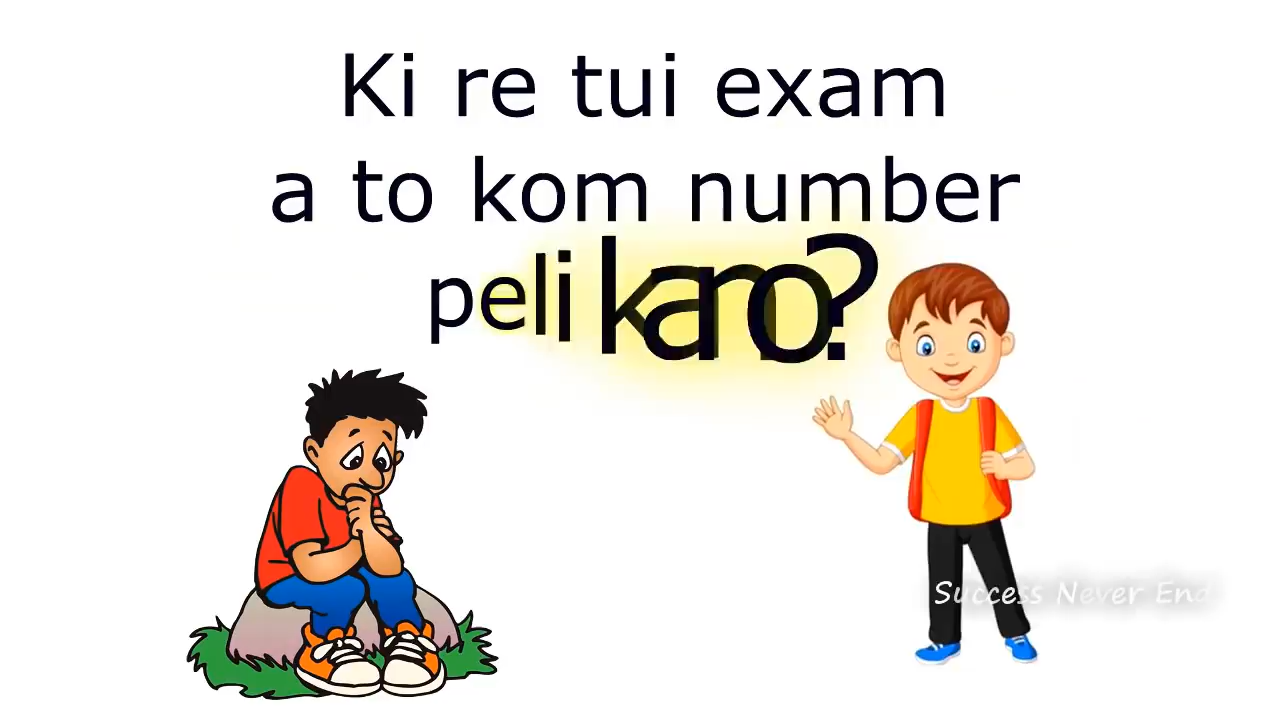 Ki re tui exam
a to kom number
peli kano?
Success Never End